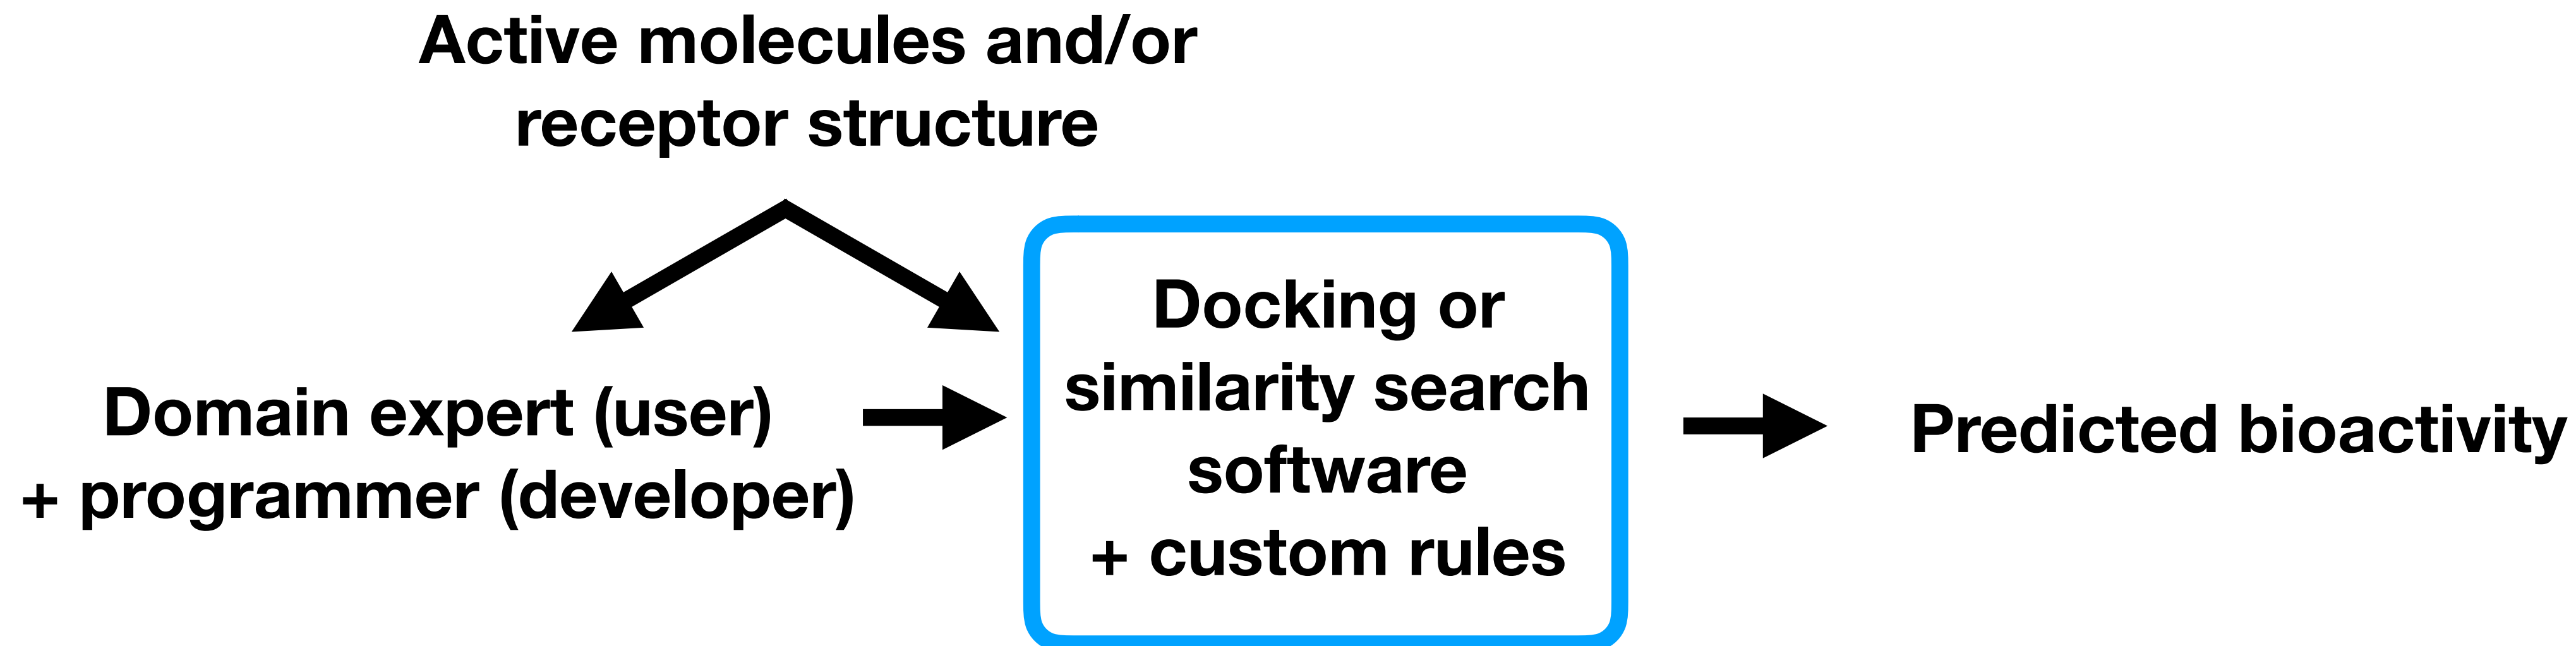 Active molecules and/or
receptor structure
Domain expert (user)
+ programmer (developer)
Docking or
similarity search
software
+ custom rules
Predicted bioactivity